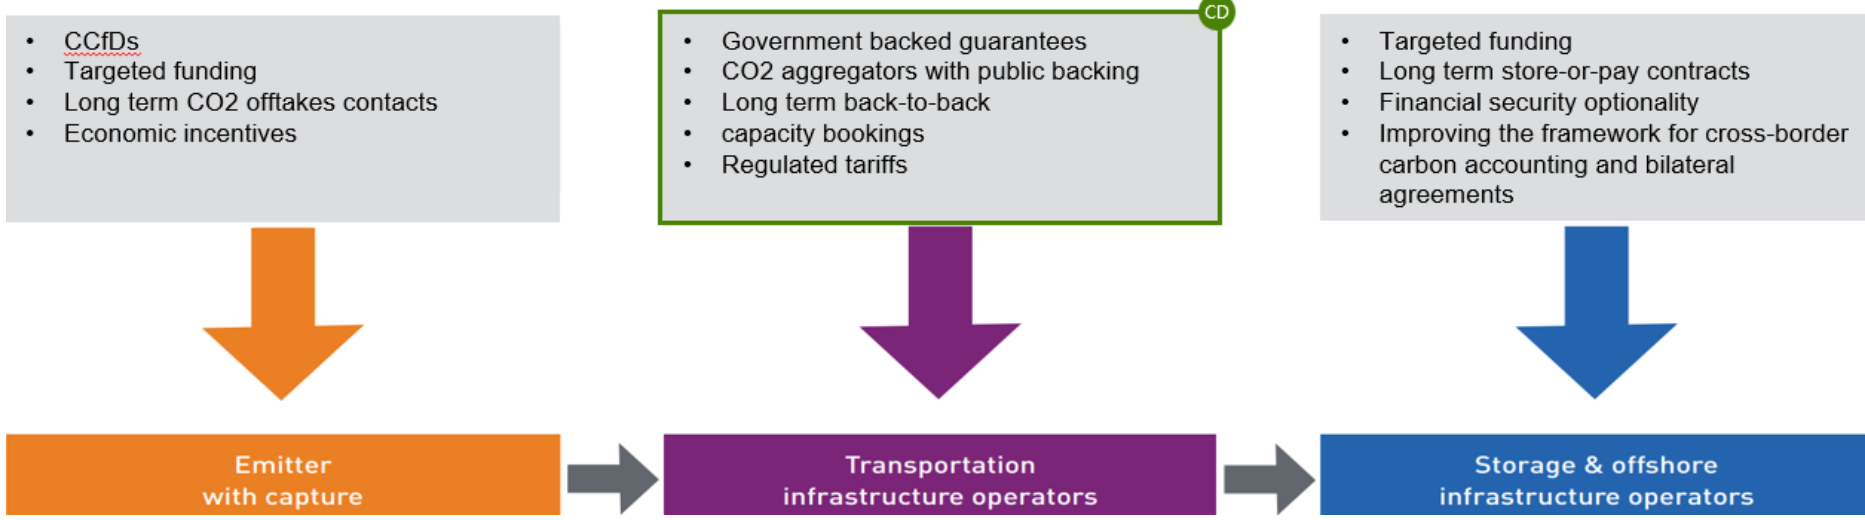 CCfDs
Targeted funding
Long term CO2 offtakes contacts
Economic incentives
CD
Government backed guarantees
CO2 aggregators with public backing
Long term back-to-back
capacity bookings
Regulated tariffs
Targeted funding
Long term store-or-pay contracts
Financial security optionality
Improving the framework for cross-border
carbon accounting and bilateral
agreements
Emitter
with capture
Transportation
infrastructure operators
Storage & offshore
infrastructure operators